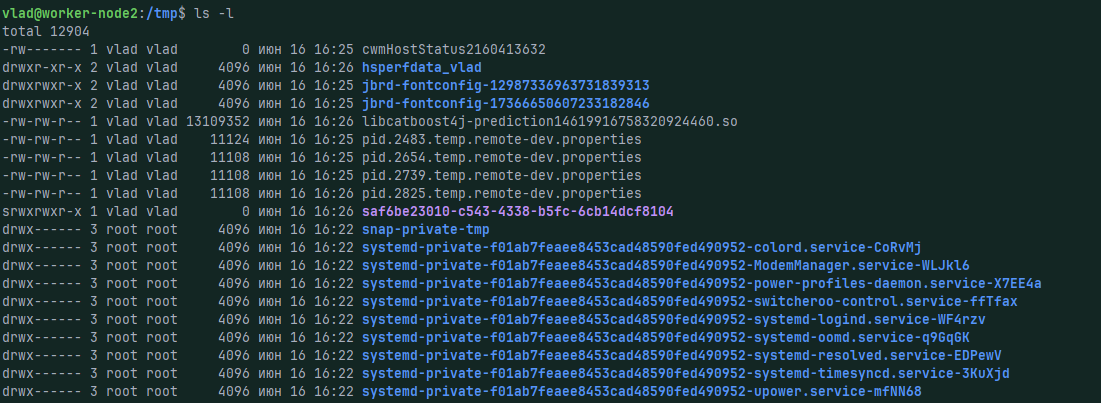 vlad@worker-node2:/tmp$ ls -l
total 12904
-rw------- 1 vlad vlad        0 июн 16 16:25 cwmHostStatus2160413632
drwxr-xr-x 2 vlad vlad     4096 июн 16 16:26 hsperfdata_vlad
drwxrwxr-x 2 vlad vlad     4096 июн 16 16:25 jbrd-fontconfig-12987336963731839313
drwxrwxr-x 2 vlad vlad     4096 июн 16 16:25 jbrd-fontconfig-17366650607233182846
-rw-rw-r-- 1 vlad vlad 13109352 июн 16 16:26 libcatboost4j-prediction14619916758320924460.so
-rw-rw-r-- 1 vlad vlad    11124 июн 16 16:25 pid.2483.temp.remote-dev.properties
-rw-rw-r-- 1 vlad vlad    11108 июн 16 16:25 pid.2654.temp.remote-dev.properties
-rw-rw-r-- 1 vlad vlad    11108 июн 16 16:25 pid.2739.temp.remote-dev.properties
-rw-rw-r-- 1 vlad vlad    11108 июн 16 16:26 pid.2825.temp.remote-dev.properties
srwxrwxr-x 1 vlad vlad        0 июн 16 16:26 saf6be23010-c543-4338-b5fc-6cb14dcf8104
drwx------ 3 root root     4096 июн 16 16:22 snap-private-tmp
drwx------ 3 root root     4096 июн 16 16:22 systemd-private-f01ab7feaee8453cad48590fed490952-colord.service-CoRvMj
drwx------ 3 root root     4096 июн 16 16:22 systemd-private-f01ab7feaee8453cad48590fed490952-ModemManager.service-WLJkl6
drwx------ 3 root root     4096 июн 16 16:22 systemd-private-f01ab7feaee8453cad48590fed490952-power-profiles-daemon.service-X7EE4a
drwx------ 3 root root     4096 июн 16 16:22 systemd-private-f01ab7feaee8453cad48590fed490952-switcheroo-control.service-ffTfax
drwx------ 3 root root     4096 июн 16 16:22 systemd-private-f01ab7feaee8453cad48590fed490952-systemd-logind.service-WF4rzv
drwx------ 3 root root     4096 июн 16 16:22 systemd-private-f01ab7feaee8453cad48590fed490952-systemd-oomd.service-q9GqGK
drwx------ 3 root root     4096 июн 16 16:22 systemd-private-f01ab7feaee8453cad48590fed490952-systemd-resolved.service-EDPewV
drwx------ 3 root root     4096 июн 16 16:22 systemd-private-f01ab7feaee8453cad48590fed490952-systemd-timesyncd.service-3KuXjd
drwx------ 3 root root     4096 июн 16 16:22 systemd-private-f01ab7feaee8453cad48590fed490952-upower.service-mfNN68